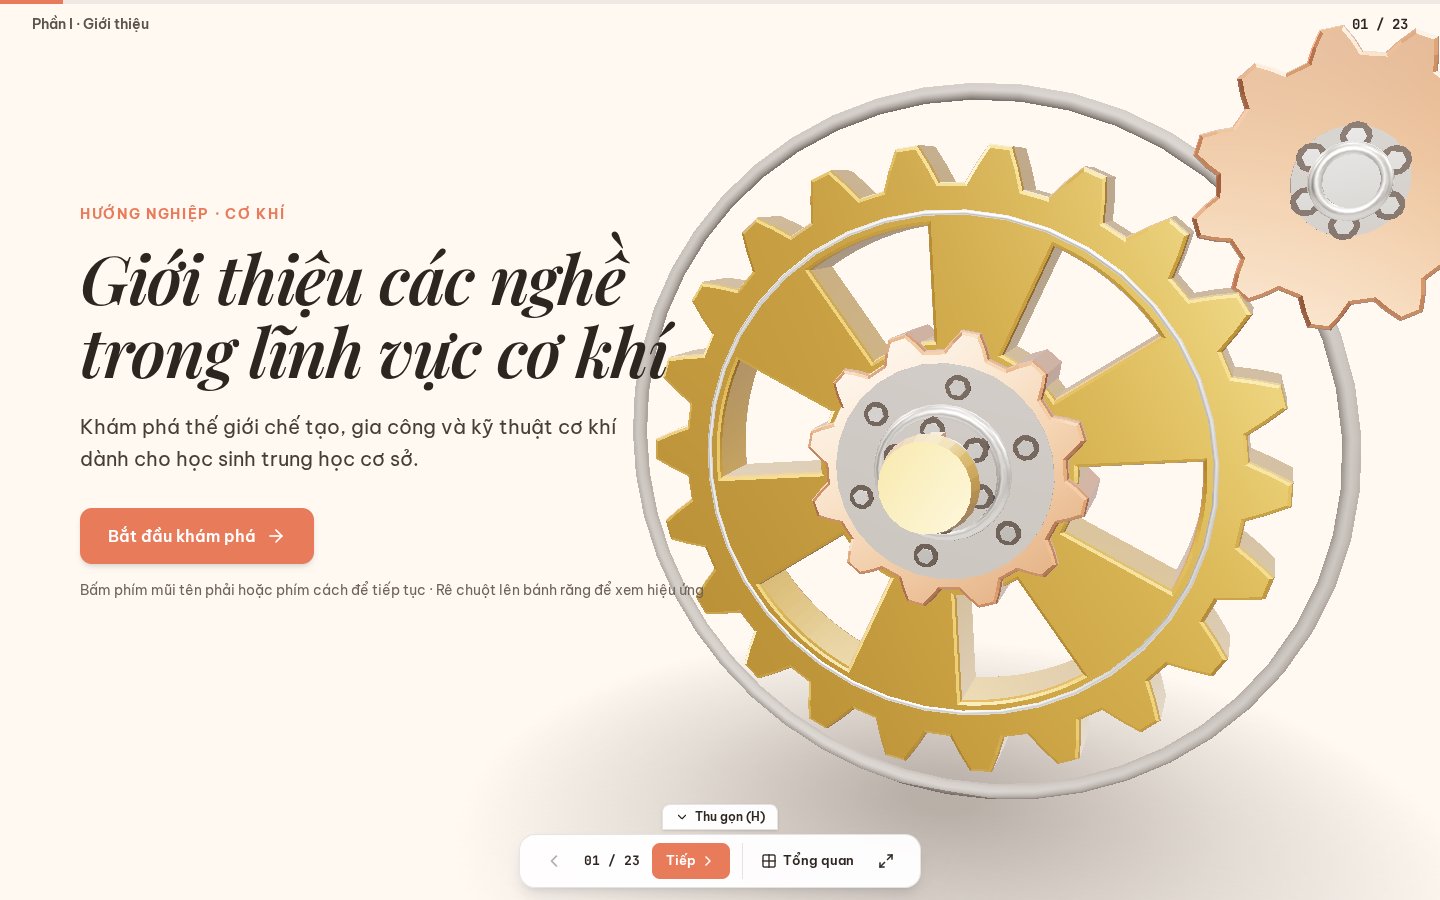 Phần I · Giới thiệu
01 / 23
HƯỚNG NGHIỆP · CƠ KHÍ
Giới thiệu các nghề
trong lĩnh vực cơ khí
Khám phá thế giới chế tạo, gia công và kỹ thuật cơ khí
dành cho học sinh trung học cơ sở.
Bắt đầu khám phá
Bấm phím mũi tên phải hoặc phím cách để tiếp tục · Rê chuột lên bánh răng để xem hiệu ứng
Thu gọn (H)
01 / 23
Tiếp
Tổng quan